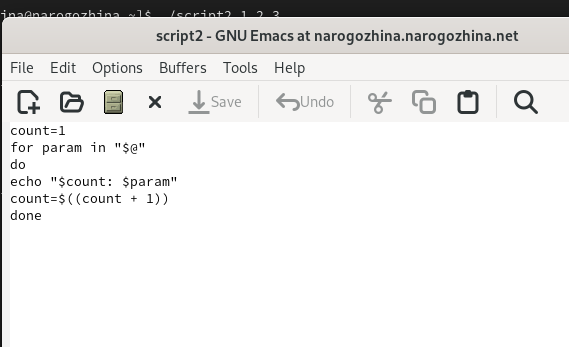 ina@narogozhina ~]$ ./script2 1 2 3
script2 - GNU Emacs at narogozhina.narogozhina.net
File Edit Options Buffers Tools Help
Save Undo
count=1
for param in "$@"
do
echo "$count: $param"
count=$((count + 1))
done